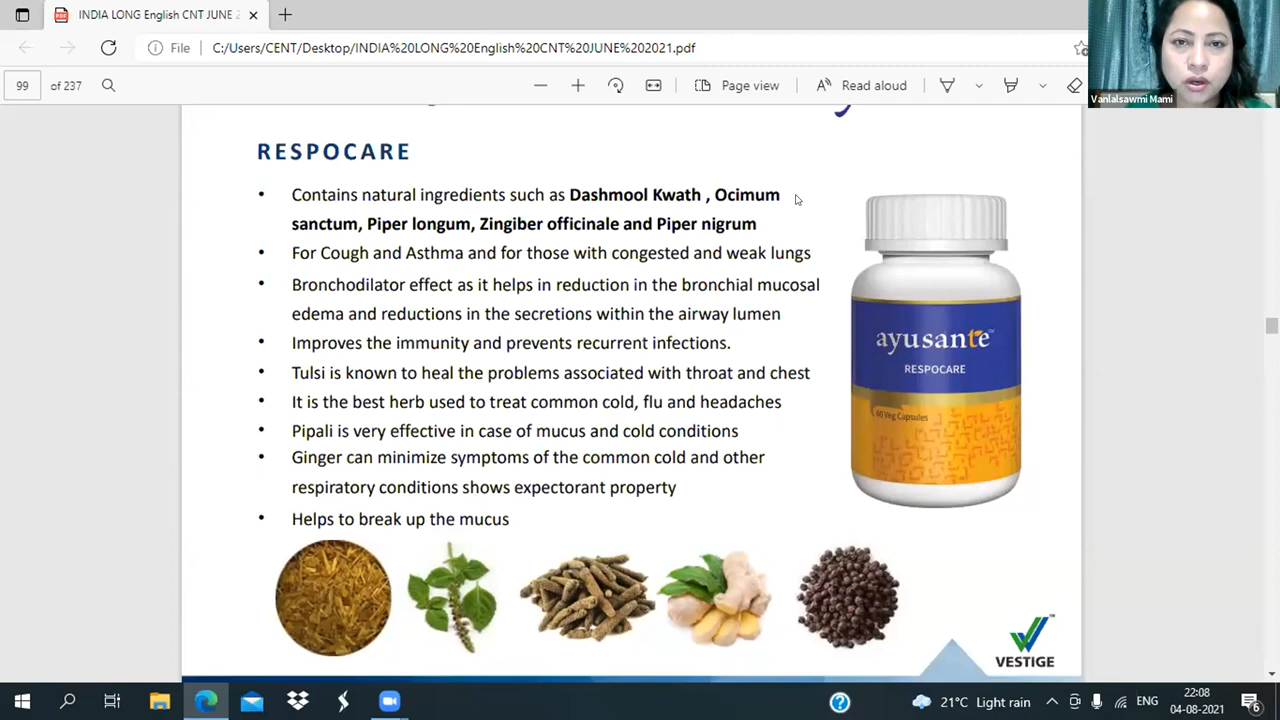 INDIA LONG English CNT JUNE 2
File C:/Users/CENT/Desktop/INDIA%20LONG%20English%20CNT%20JUNE%202021.pdf
99 of 237 Page view Read aloud
Vanlalsawmi Mami
RESPOCARE
• Contains natural ingredients such as Dashmool Kwath , Ocimum
sanctum, Piper longum, Zingiber officinale and Piper nigrum
• For Cough and Asthma and for those with congested and weak lungs
• Bronchodilator effect as it helps in reduction in the bronchial mucosal
edema and reductions in the secretions within the airway lumen
• Improves the immunity and prevents recurrent infections.
• Tulsi is known to heal the problems associated with throat and chest
• It is the best herb used to treat common cold, flu and headaches
• Pipali is very effective in case of mucus and cold conditions
• Ginger can minimize symptoms of the common cold and other
respiratory conditions shows expectorant property
• Helps to break up the mucus
ayusante™
RESPOCARE
60 Veg Capsules
VESTIGE
21°C Light rain
ENG
22:08
04-08-2021
6